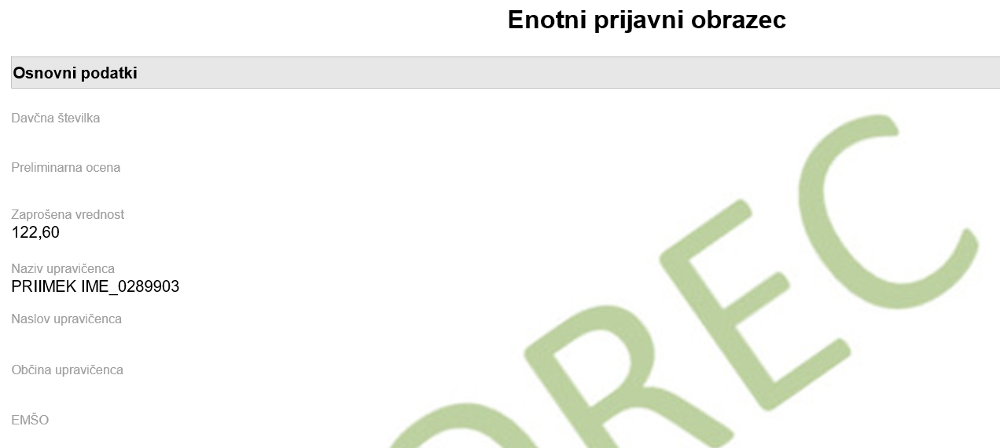 Enotni prijavni obrazec
Osnovni podatki
Davčna številka
Preliminarna ocena
Zaprošena vrednost
122,60
Naziv upravičenca
PRIIMEK IME_0289903
Naslov upravičenca
Občina upravičenca
EMŠO
OREC